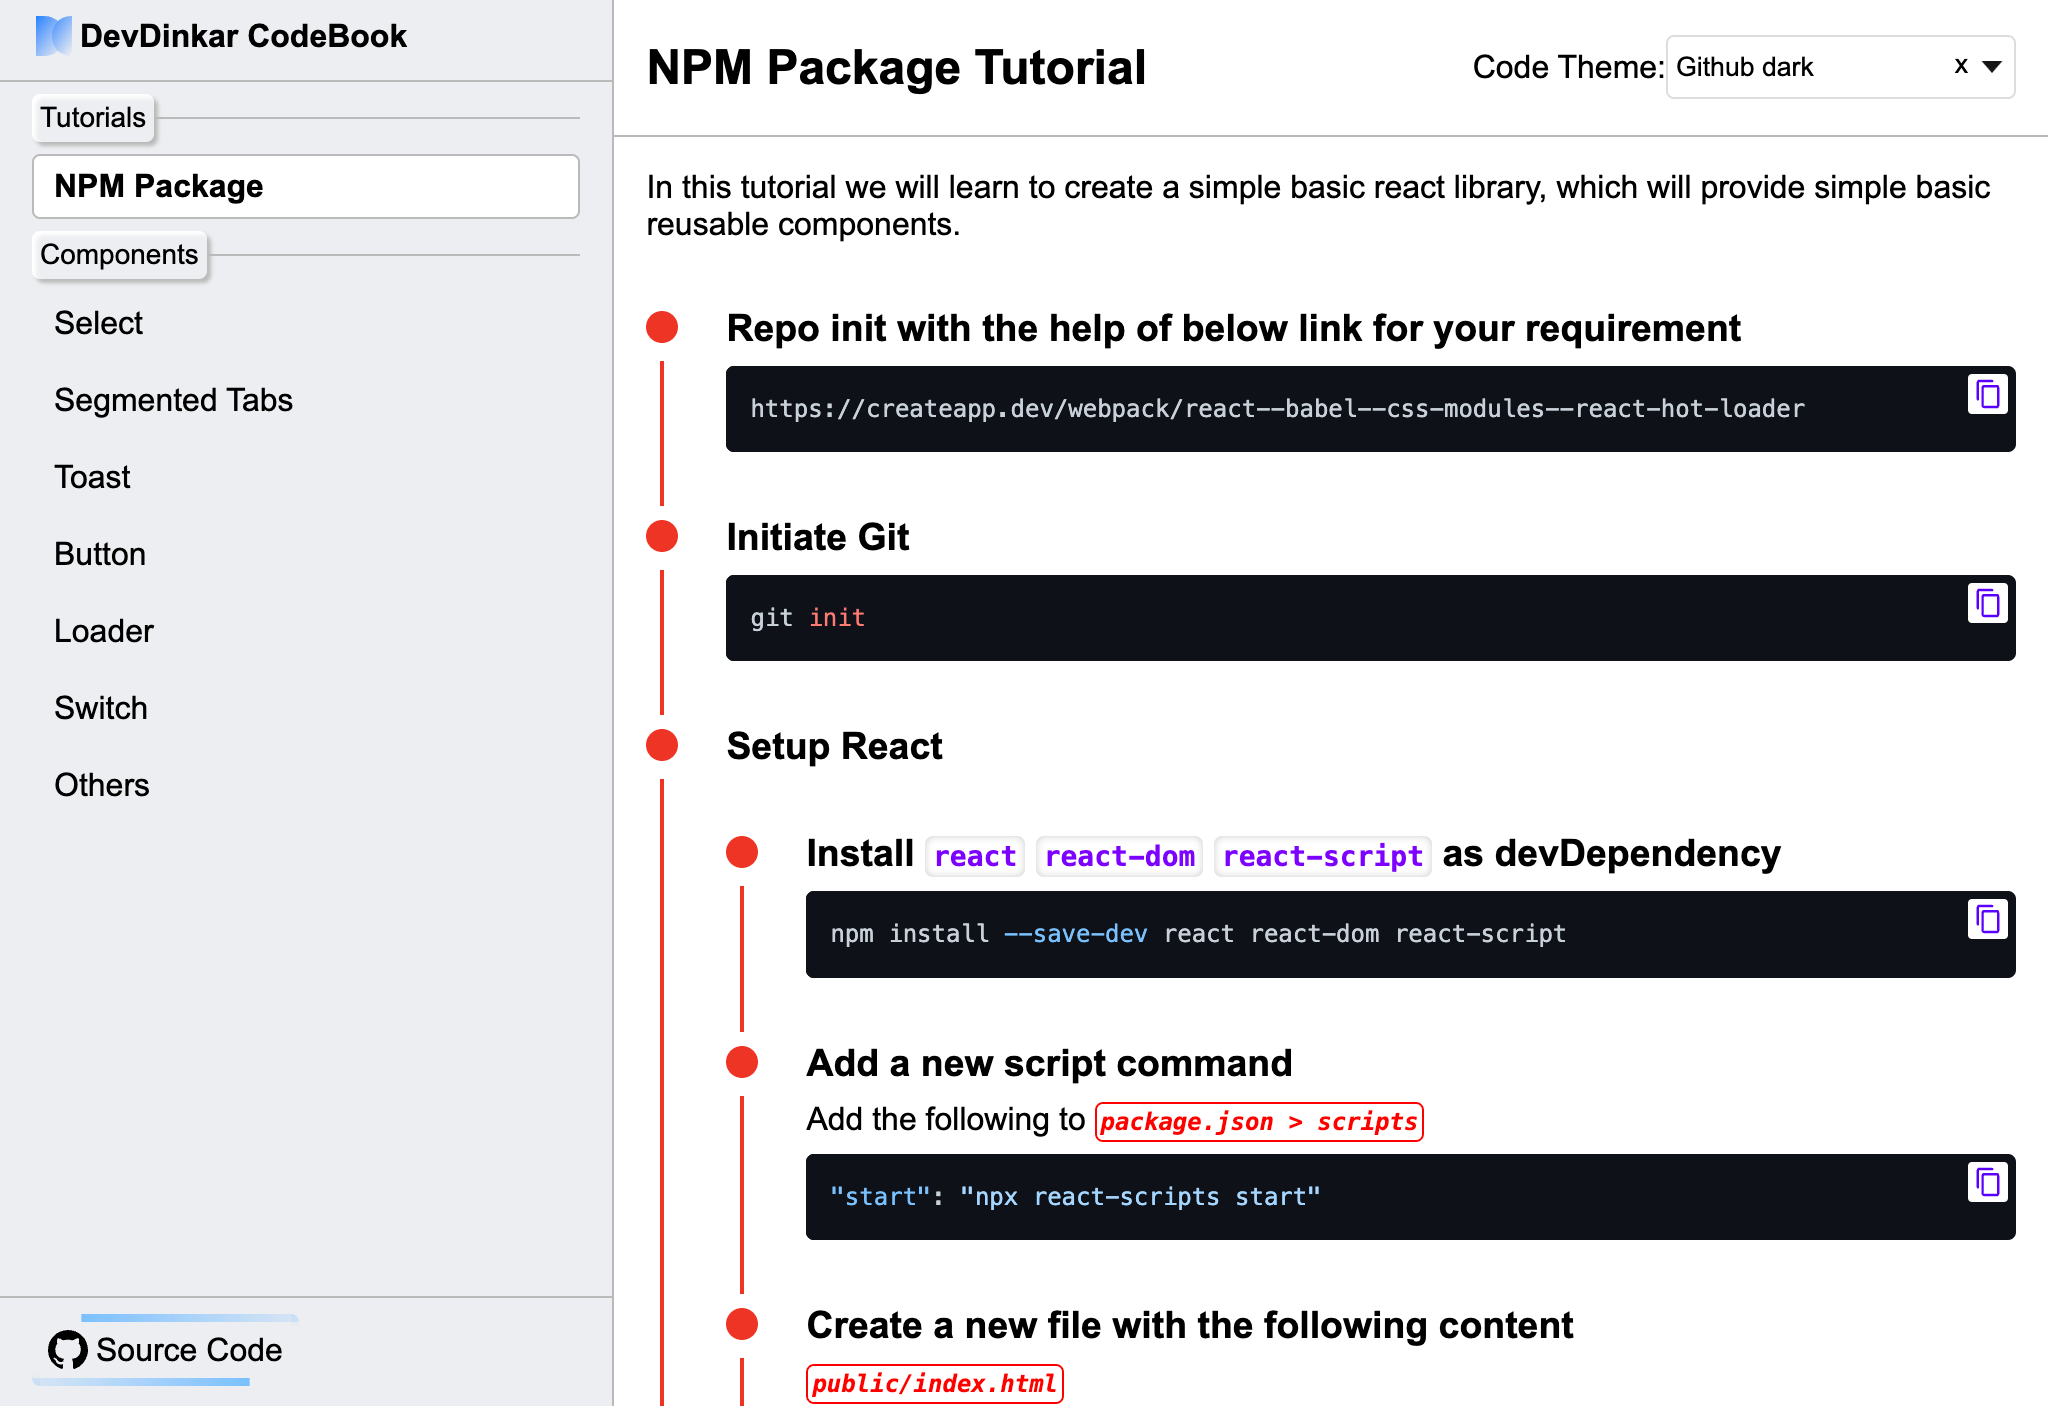 DevDinkar CodeBook
Tutorials
NPM Package
Components
Select
Segmented Tabs
Toast
Button
Loader
Switch
Others
Source Code
NPM Package Tutorial
Code Theme: Github dark x
In this tutorial we will learn to create a simple basic react library, which will provide simple basic
reusable components.
Repo init with the help of below link for your requirement
https://createapp.dev/webpack/react--babel--css-modules--react-hot-loader
Initiate Git
git init
Setup React
Install react react-dom react-script as devDependency
npm install --save-dev react react-dom react-script
Add a new script command
Add the following to package.json > scripts
"start": "npx react-scripts start"
Create a new file with the following content
public/index.html